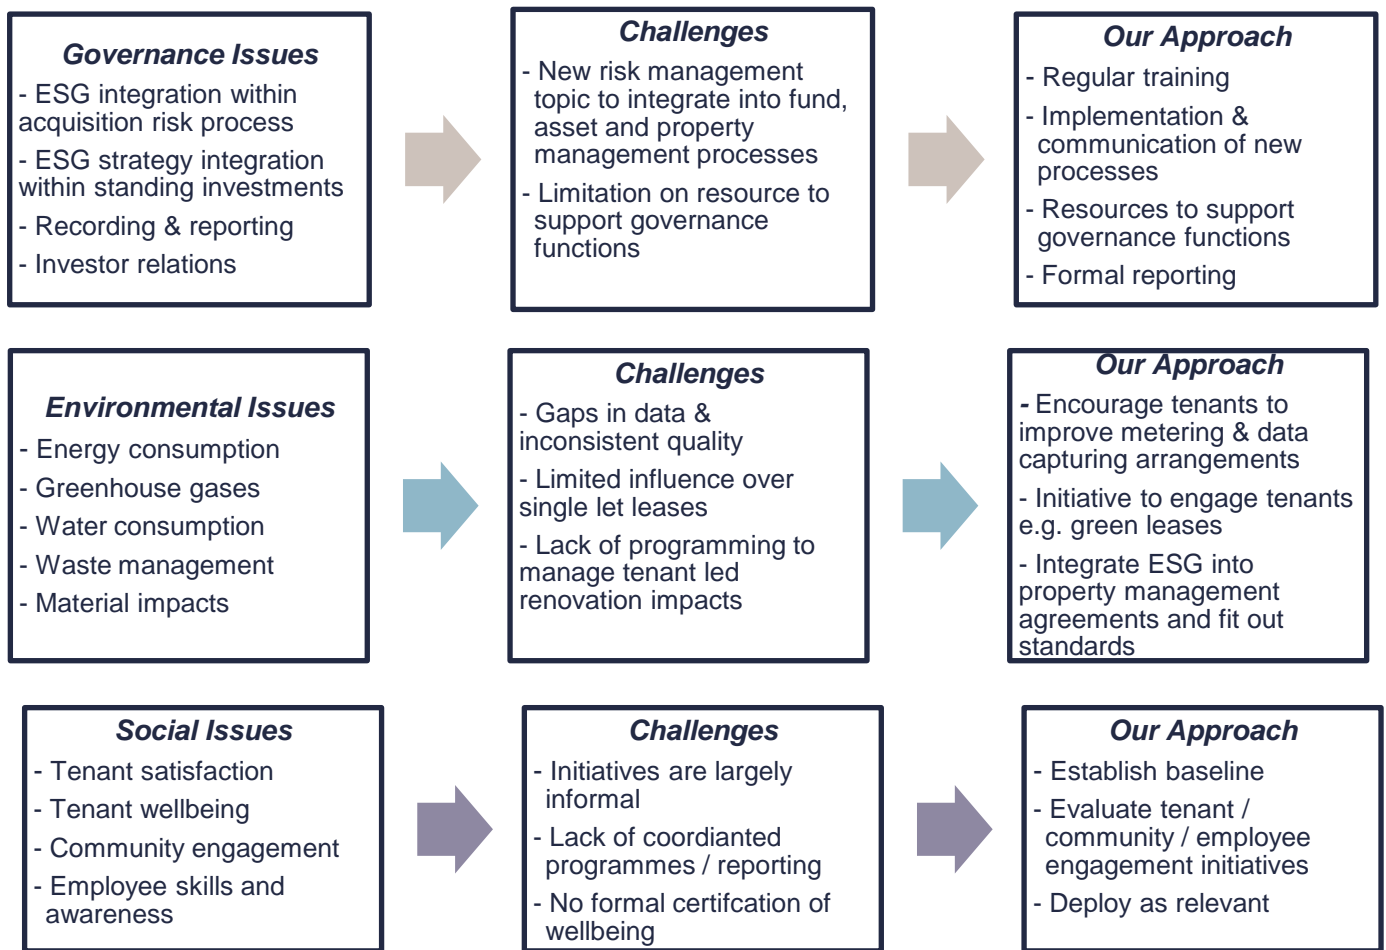 Governance Issues
- ESG integration within
acquisition risk process
- ESG strategy integration
within standing investments
- Recording & reporting
- Investor relations
Challenges
- New risk management
topic to integrate into fund,
asset and property
management processes
- Limitation on resource to
support governance
functions
Our Approach
- Regular training
- Implementation &
communication of new
processes
- Resources to support
governance functions
- Formal reporting
Environmental Issues
- Energy consumption
- Greenhouse gases
- Water consumption
- Waste management
- Material impacts
Challenges
- Gaps in data &
inconsistent quality
- Limited influence over
single let leases
- Lack of programming to
manage tenant led
renovation impacts
Our Approach
- Encourage tenants to
improve metering & data
capturing arrangements
- Initiative to engage tenants
e.g. green leases
- Integrate ESG into
property management
agreements and fit out
standards
Social Issues
- Tenant satisfaction
- Tenant wellbeing
- Community engagement
- Employee skills and
awareness
Challenges
- Initiatives are largely
informal
- Lack of coordianted
programmes / reporting
- No formal certifcation of
wellbeing
Our Approach
- Establish baseline
- Evaluate tenant /
community / employee
engagement initiatives
- Deploy as relevant